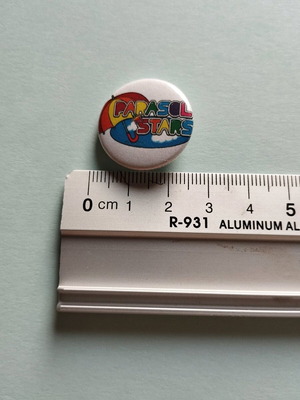 PARASOL
STARS
0 cm 1 2 3 4 5
R-931 ALUMINUM AL